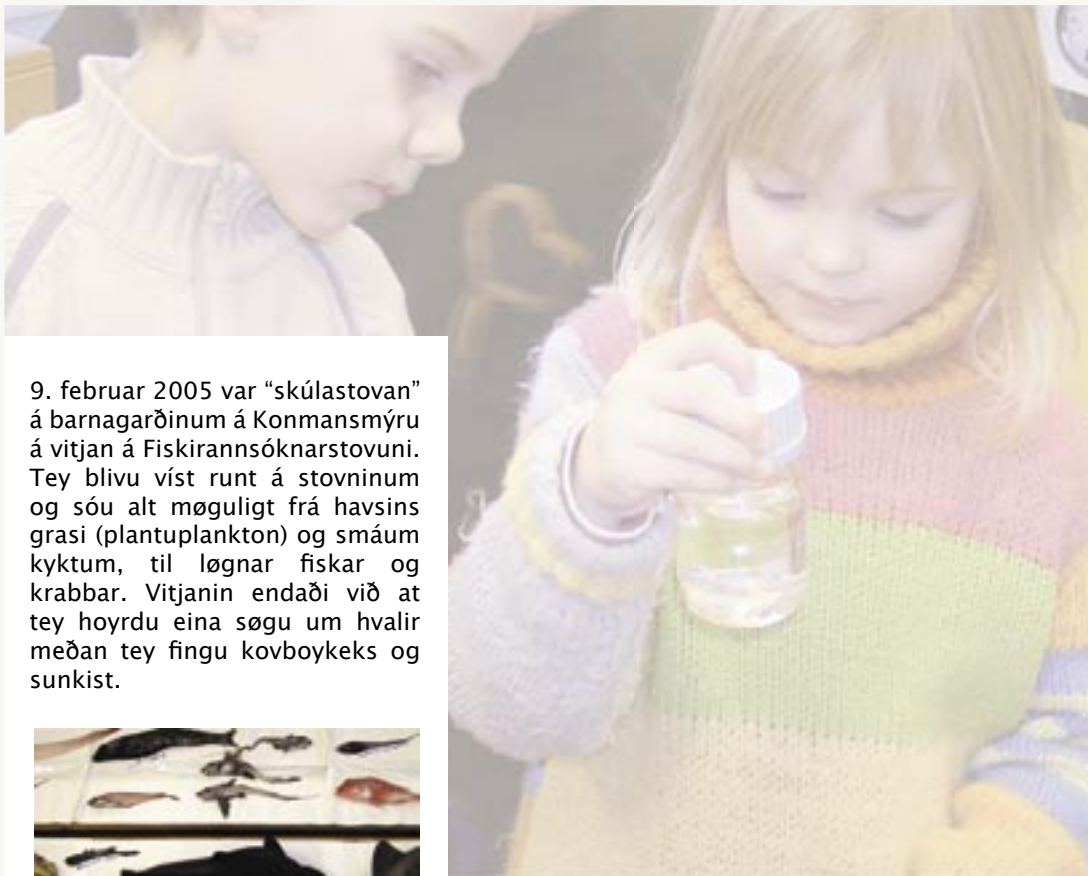 9. februar 2005 var “skúlastovan”
á barnagarðinum á Konmansmýru
á vitjan á Fiskirannsóknarstovuni.
Tey blivu víst runt á stovninum
og sóu alt møguligt frá havsins
grasi (plantuplankton) og smáum
kyktum, til løgnar fiskar og
krabbar. Vitjanin endaði við at
tey hoyrdu eina søgu um hvalir
meðan tey fingu kovboykeks og
sunkist.